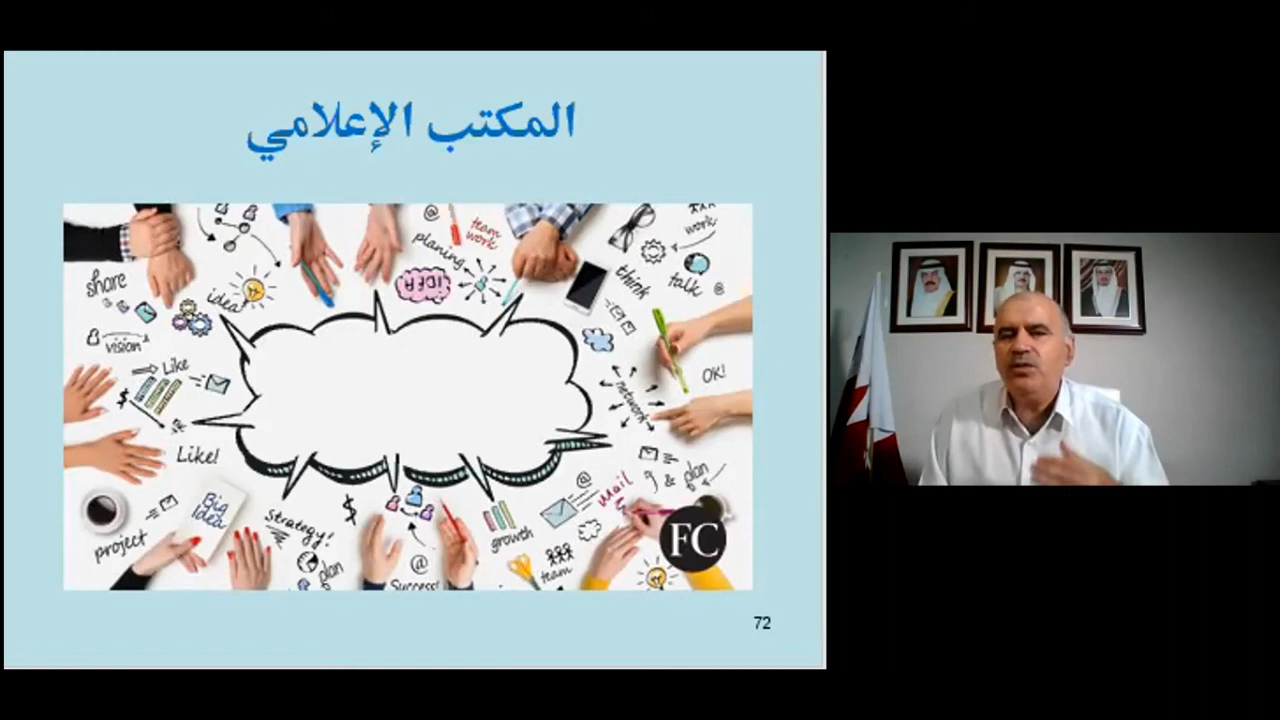 المكتب الإعلامي
share
idea!
vision
Like
$
Like!
project
Big
Idea
Strategy!
$
plan
@
Success!
growth
team
@
planing
IDEA
team
work
think
work
talk
@
OK!
network
plan
&
@
mail
FC
72